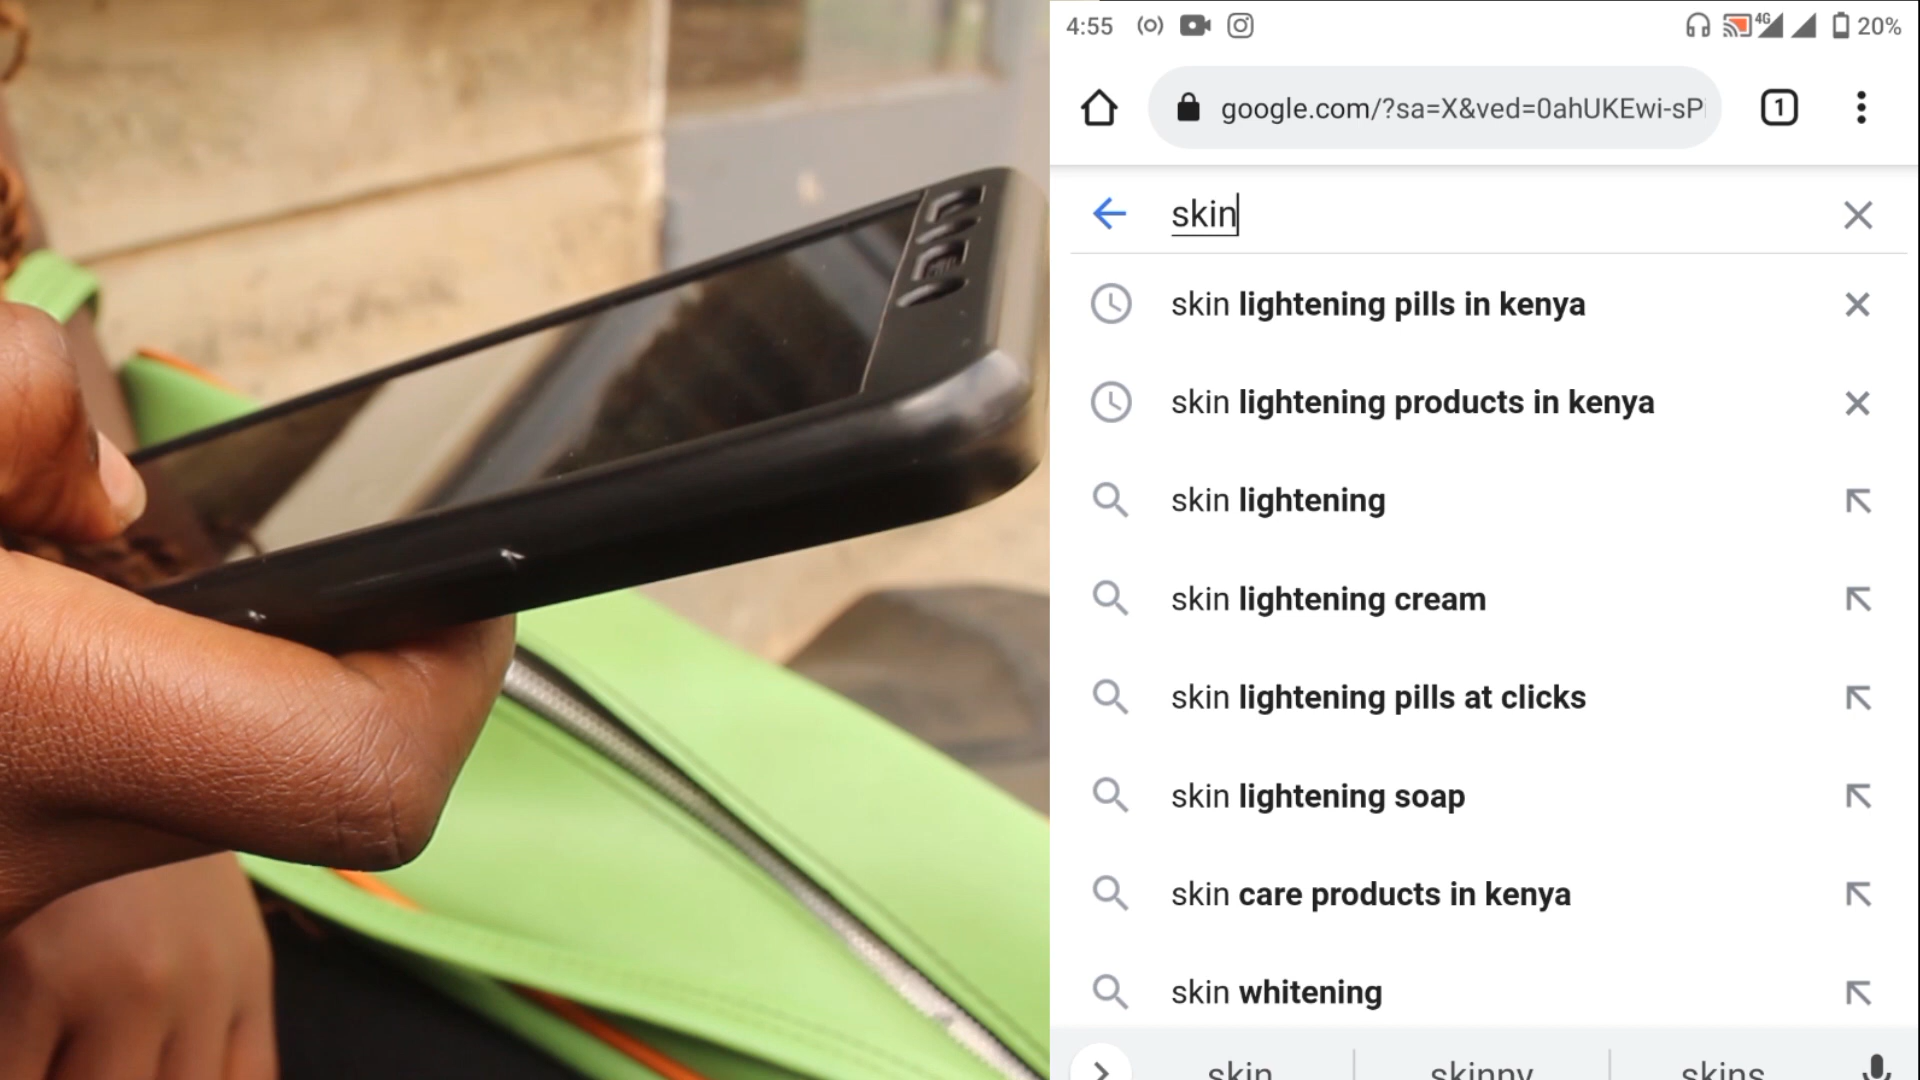 4:55
4G
20%
google.com/?sa=X&ved=0ahUKEwi-sP
1
skin
skin lightening pills in kenya
skin lightening products in kenya
skin lightening
skin lightening cream
skin lightening pills at clicks
skin lightening soap
skin care products in kenya
skin whitening
skin
skinny
skins